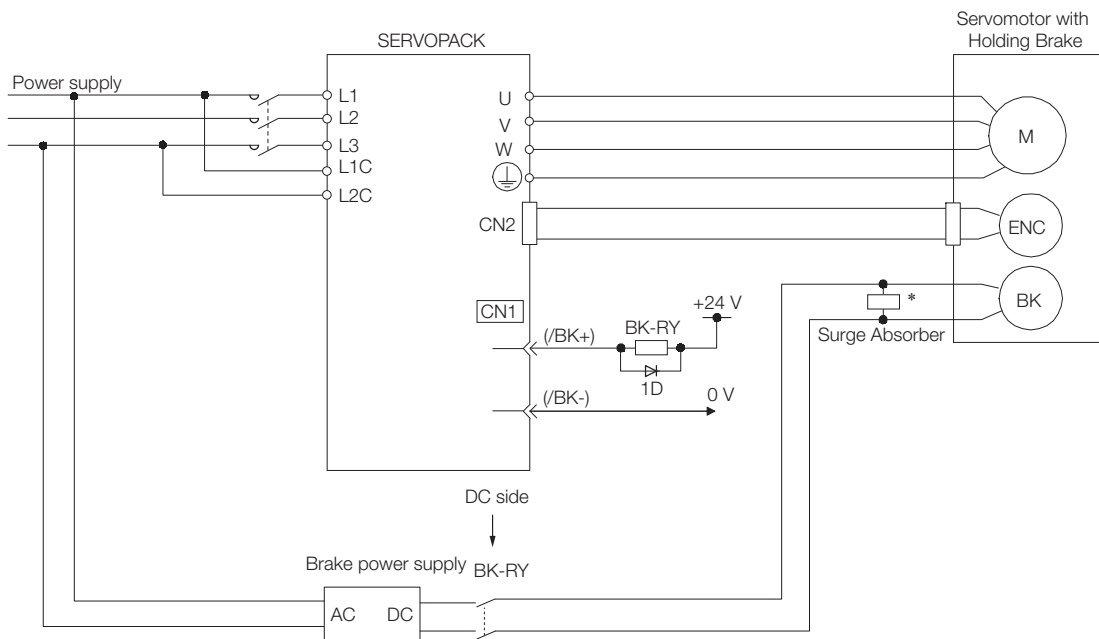 Servomotor with
Holding Brake
SERVOPACK
Power supply
L1
L2
L3
L1C
L2C
U
V
W
M
CN2
ENC
CN1
BK
*
Surge Absorber
+24 V
BK-RY
(/BK+)
1D
(/BK-)
0 V
DC side
Brake power supply
BK-RY
AC
DC